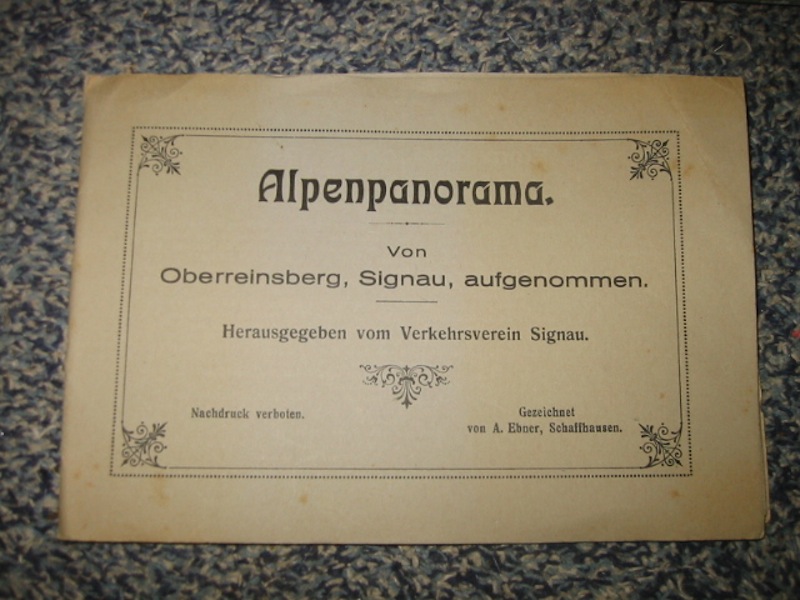 Alpenpanorama.
Von
Oberreinsberg, Signau, aufgenommen.
Herausgegeben vom Verkehrsverein Signau.
Nachdruck verboten.
Gezeichnet
von A. Ebner, Schaffhausen.